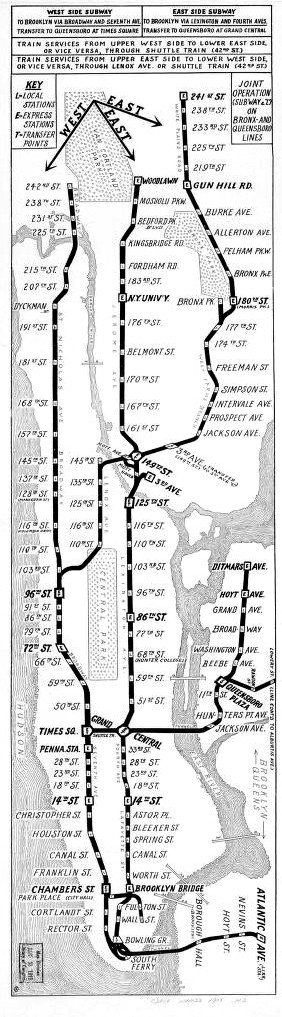 WEST SIDE SUBWAY
TO BROOKLYN VIA BROADWAY AND SEVENTH AVE.
TRANSFER TO QUEENSBORO AT TIMES SQUARE
EAST SIDE SUBWAY
TO BROOKLYN VIA LEXINGTON AND FOURTH AVES.
TRANSFER TO QUEENSBORO AT GRAND CENTRAL
TRAIN SERVICES FROM UPPER WEST SIDE TO LOWER EAST SIDE,
OR VICE VERSA, THROUGH SHUTTLE TRAIN (42ND ST.)
TRAIN SERVICES FROM UPPER EAST SIDE TO LOWER WEST SIDE,
OR VICE VERSA, THROUGH LENOX AVE. OR SHUTTLE TRAIN (42ND ST.)
KEY
L=LOCAL
STATIONS
E=EXPRESS
STATIONS
T=TRANSFER
POINTS
WEST
EAST
EAST
VAN CORTLANDT
JOINT
OPERATION
(SUBWAY & "L")
ON
BRONX-AND
QUEENSBORO
LINES
241ST ST.
238TH ST.
233RD ST.
225TH ST.
219TH ST.
GUN HILL RD.
BURKE AVE.
ALLERTON AVE.
PELHAM PKW.
BRONX PK.E.
BRONX PK.
180TH ST.
177TH ST.
174TH ST.
FREEMAN ST.
SIMPSON ST.
INTERVALE AVE.
PROSPECT AVE.
JACKSON AVE.
3RD AVE.
WOODLAWN
MOSHOLU PKW.
BEDFORD PK.
BLVD.
KINGSBRIDGE RD.
FORDHAM RD.
183RD ST.
N.Y. UNIV'Y.
176TH ST.
BELMONT ST.
170TH ST.
167TH ST.
161ST ST.
149TH ST.
3RD AVE.
125TH ST.
116TH ST.
110TH ST.
103RD ST.
96TH ST.
86TH ST.
77TH ST.
68TH ST.
(HUNTER COLLEGE)
59TH ST.
51ST ST.
242ND ST.
238TH ST.
231ST ST.
225TH ST.
215TH ST.
207TH ST.
DYCKMAN
ST.
191ST ST.
181ST ST.
168TH ST.
157TH ST.
145TH ST.
137TH ST.
116TH ST.
110TH ST.
103RD ST.
96TH ST.
91ST ST.
86TH ST.
79TH ST.
72ND ST.
66TH ST.
59TH ST.
50TH ST.
ST. NICHOLAS AVE.
BROADWAY
JEROME AVE.
145TH ST.
135TH ST.
125TH ST.
116TH ST.
110TH ST.
CENTRAL PARK
LEXINGTON AVE.
DITMARS AVE.
HOYT AVE.
GRAND AVE.
BROADWAY
WASHINGTON AVE.
BEEBE AVE.
QUEENSBORO
PLAZA
11TH ST.
HUNTERS PT. AVE.
JACKSON AVE.
GRAND
CENTRAL
TIMES SQ.
PENNA. STA.
28TH ST.
23RD ST.
18TH ST.
14TH ST.
CHRISTOPHER ST.
HOUSTON ST.
CANAL ST.
FRANKLIN ST.
CHAMBERS ST.
PARK PLACE (CITY HALL)
CORTLANDT ST.
RECTOR ST.
33RD ST.
28TH ST.
23RD ST.
18TH ST.
14TH ST.
ASTOR PL.
BLEECKER ST.
SPRING ST.
CANAL ST.
WORTH ST.
BROOKLYN BRIDGE
FULTON ST.
WALL ST.
BOWLING GR.
SOUTH
FERRY
BOROUGH HALL
HOYT ST.
NEVINS ST.
ATLANTIC AVE.
HUDSON
EAST RIVER
BROOKLYN
QUEENS
LAFAYETTE ST.